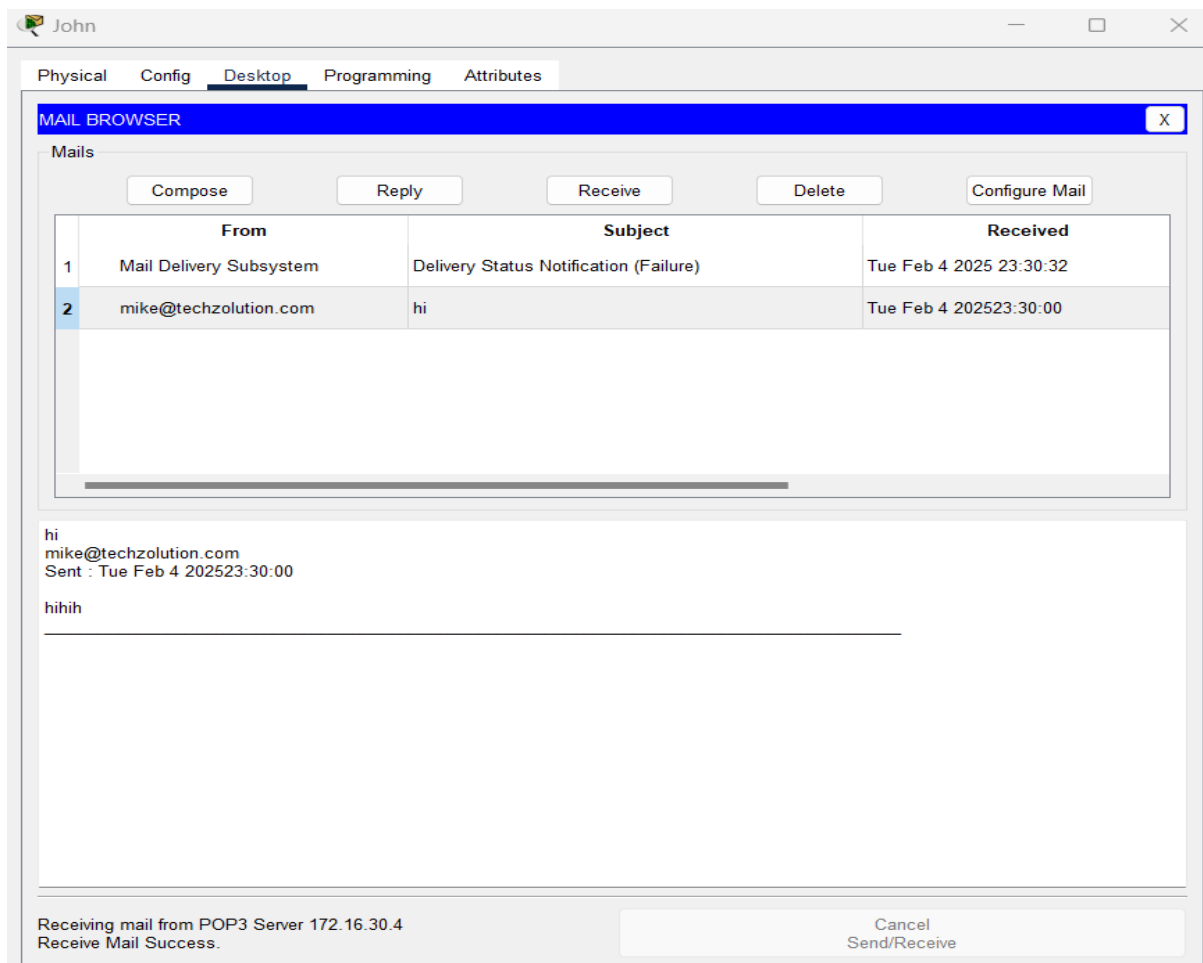 John
Physical Config Desktop Programming Attributes
MAIL BROWSER X
Mails
Compose Reply Receive Delete Configure Mail
From Subject Received
1 Mail Delivery Subsystem Delivery Status Notification (Failure) Tue Feb 4 2025 23:30:32
2 mike@techzolution.com hi Tue Feb 4 202523:30:00
hi
mike@techzolution.com
Sent : Tue Feb 4 202523:30:00
hihih
Receiving mail from POP3 Server 172.16.30.4
Receive Mail Success.
Cancel
Send/Receive